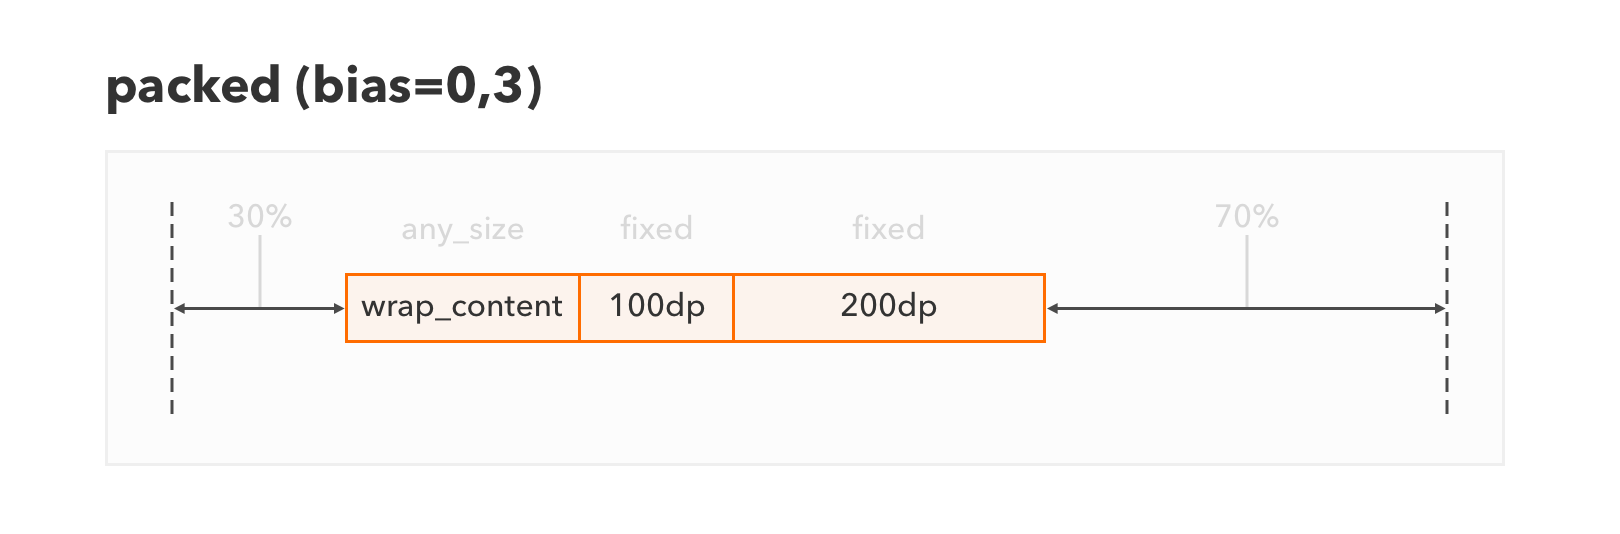 packed (bias=0,3)
30% any_size fixed fixed 70%
wrap_content 100dp 200dp